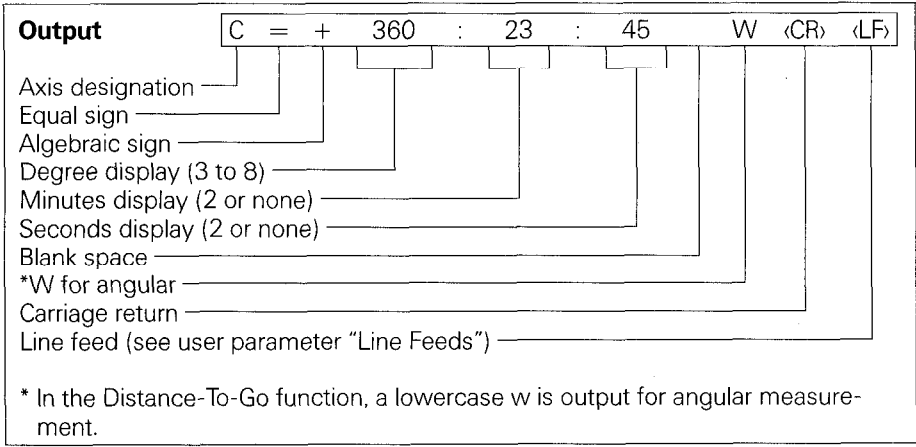 Output C = + 360 : 23 : 45 W ‹CR› ‹LF›
Axis designation
Equal sign
Algebraic sign
Degree display (3 to 8)
Minutes display (2 or none)
Seconds display (2 or none)
Blank space
*W for angular
Carriage return
Line feed (see user parameter "Line Feeds")
* In the Distance-To-Go function, a lowercase w is output for angular measure-
ment.